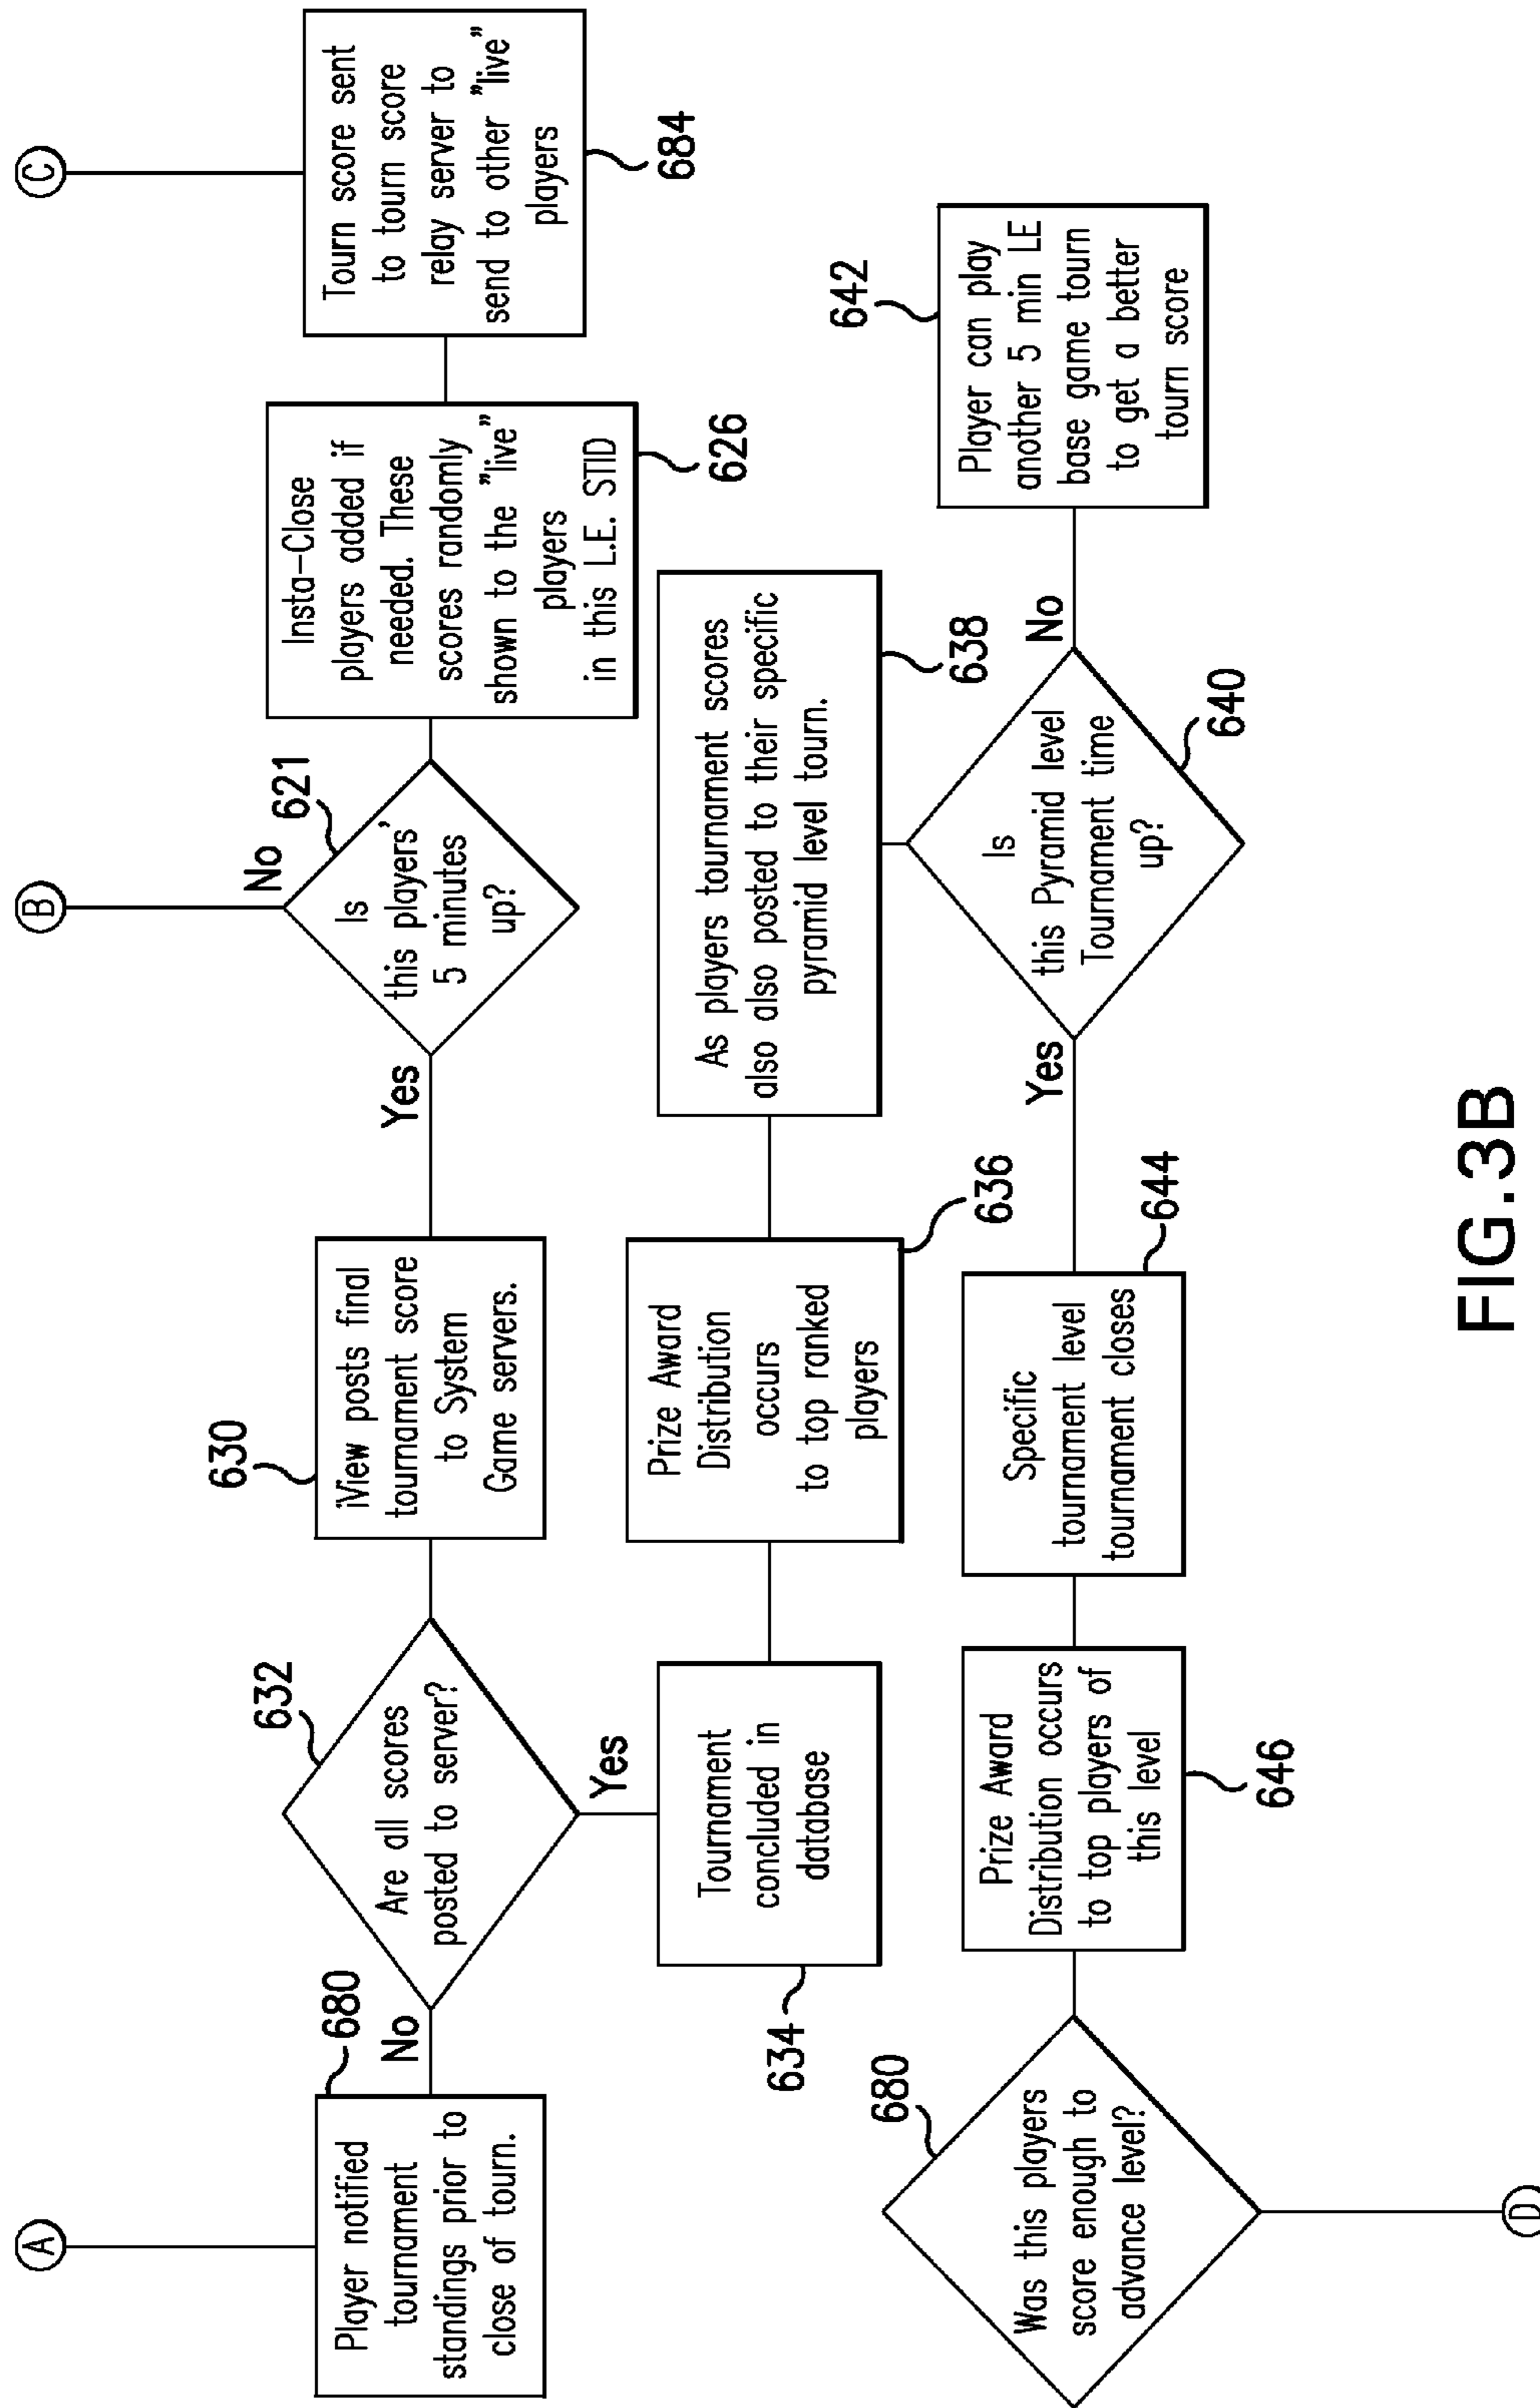 A
B
C
Player notified
tournament
standings prior to
close of tourn.
680
No
Are all scores
posted to server?
632
Yes
iView posts final
tournament score
to System
Game servers.
630
Yes
Is
this players'
5 minutes
up?
621
No
Insta-Close
players added if
needed. These
scores randomly
shown to the "live"
players
in this L.E. STID
626
Tourn score sent
to tourn score
relay server to
send to other "live"
players
684
Tournament
concluded in
database
634
Prize Award
Distribution
occurs
to top ranked
players
636
As players tournament scores
also also posted to their specific
pyramid level tourn.
638
Was this players
score enough to
advance level?
680
Prize Award
Distribution occurs
to top players of
this level
646
Specific
tournament level
tournament closes
644
Yes
Is
this Pyramid level
Tournament time
up?
640
No
Player can play
another 5 min LE
base game tourn
to get a better
tourn score
642
D
FIG.3B